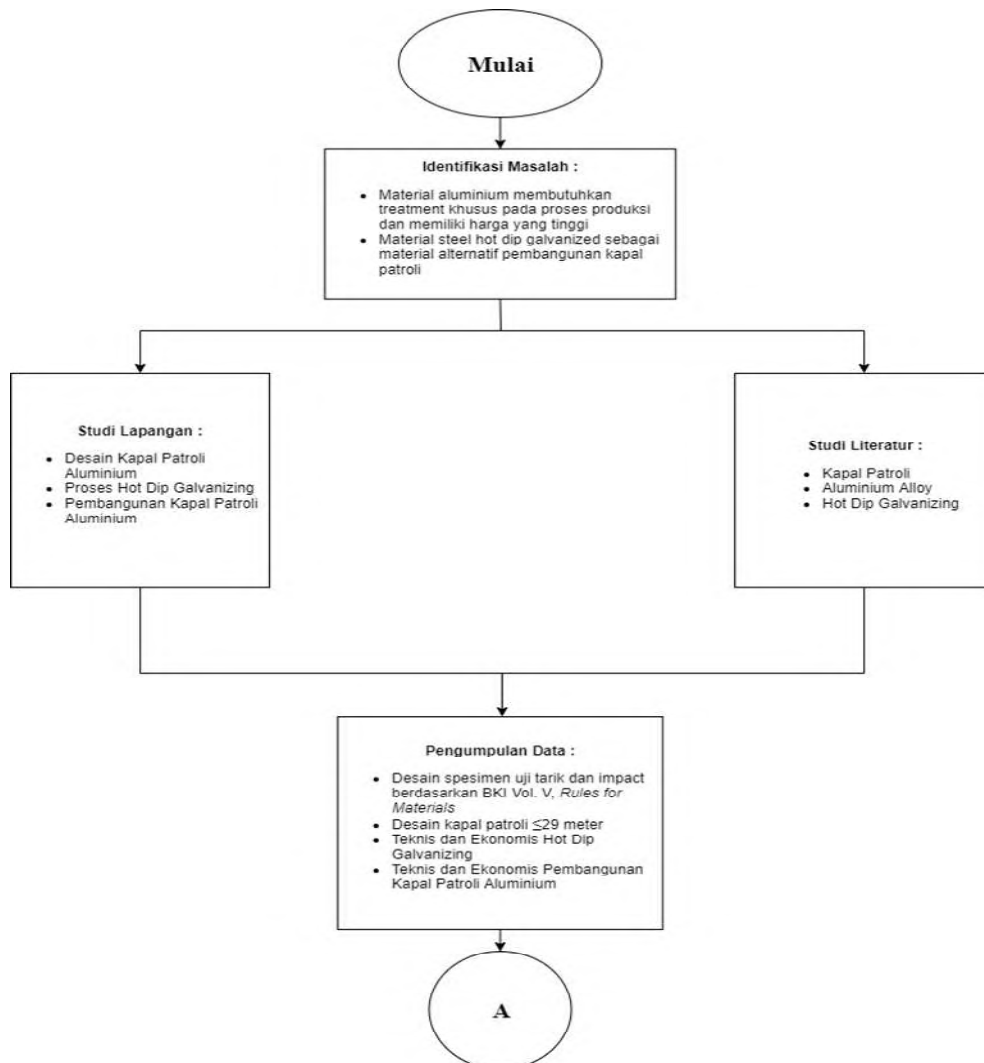 Mulai
Identifikasi Masalah :
• Material aluminium membutuhkan
treatment khusus pada proses produksi
dan memiliki harga yang tinggi
• Material steel hot dip galvanized sebagai
material alternatif pembangunan kapal
patroli
Studi Lapangan :
• Desain Kapal Patroli
Aluminium
• Proses Hot Dip Galvanizing
• Pembangunan Kapal Patroli
Aluminium
Studi Literatur :
• Kapal Patroli
• Aluminium Alloy
• Hot Dip Galvanizing
Pengumpulan Data :
• Desain spesimen uji tarik dan impact
berdasarkan BKI Vol. V, Rules for
Materials
• Desain kapal patroli ≤29 meter
• Teknis dan Ekonomis Hot Dip
Galvanizing
• Teknis dan Ekonomis Pembangunan
Kapal Patroli Aluminium
A